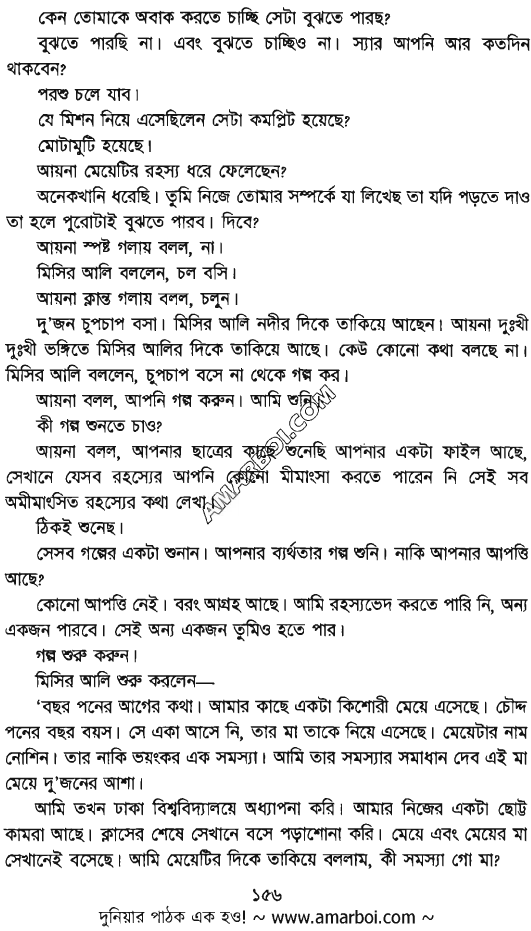 কেন তোমাকে অবাক করতে চাচ্ছি সেটা বুঝতে পারছ?
বুঝতে পারছি না। এবং বুঝতে চাচ্ছিও না। স্যার আপনি আর কতদিন
থাকবেন?
পরশু চলে যাব।
যে মিশন নিয়ে এসেছিলেন সেটা কমপ্লিট হয়েছে?
মোটামুটি হয়েছে।
আয়না মেয়েটির রহস্য ধরে ফেলেছেন?
অনেকখানি ধরেছি। তুমি নিজে তোমার সম্পর্কে যা লিখেছ তা যদি পড়তে দাও
তা হলে পুরোটাই বুঝতে পারব। দিবে?
আয়না স্পষ্ট গলায় বলল, না।
মিসির আলি বললেন, চল বসি।
আয়না ক্লান্ত গলায় বলল, চলুন।
দু'জন চুপচাপ বসা। মিসির আলি নদীর দিকে তাকিয়ে আছেন। আয়না দুঃখী
দুঃখী ভঙ্গিতে মিসির আলির দিকে তাকিয়ে আছে। কেউ কোনো কথা বলছে না।
মিসির আলি বললেন, চুপচাপ বসে না থেকে গল্প কর।
আয়না বলল, আপনি গল্প করুন। আমি শুনি।
কী গল্প শুনতে চাও?
আয়না বলল, আপনার ছাত্রের কাছে শুনেছি আপনার একটা ফাইল আছে,
সেখানে যেসব রহস্যের আপনি কোনো মীমাংসা করতে পারেন নি সেই সব
অমীমাংসিত রহস্যের কথা লেখা।
ঠিকই শুনেছ।
সেসব গল্পের একটা শুনান। আপনার ব্যর্থতার গল্প শুনি। নাকি আপনার আপত্তি
আছে?
কোনো আপত্তি নেই। বরং আগ্রহ আছে। আমি রহস্যভেদ করতে পারি নি, অন্য
একজন পারবে। সেই অন্য একজন তুমিও হতে পার।
গল্প শুরু করুন।
মিসির আলি শুরু করলেন—
'বছর পনের আগের কথা। আমার কাছে একটা কিশোরী মেয়ে এসেছে। চৌদ্দ
পনের বছর বয়স। সে একা আসে নি, তার মা তাকে নিয়ে এসেছে। মেয়েটার নাম
নোশিন। তার নাকি ভয়ংকর এক সমস্যা। আমি তার সমস্যার সমাধান দেব এই মা
মেয়ে দু'জনের আশা।
আমি তখন ঢাকা বিশ্ববিদ্যালয়ে অধ্যাপনা করি। আমার নিজের একটা ছোট্ট
কামরা আছে। ক্লাসের শেষে সেখানে বসে পড়াশোনা করি। মেয়ে এবং মেয়ের মা
সেখানেই বসেছে। আমি মেয়েটির দিকে তাকিয়ে বললাম, কী সমস্যা গো মা?
১৫৬
দুনিয়ার পাঠক এক হও! ~ www.amarboi.com ~
AMARBOI.COM